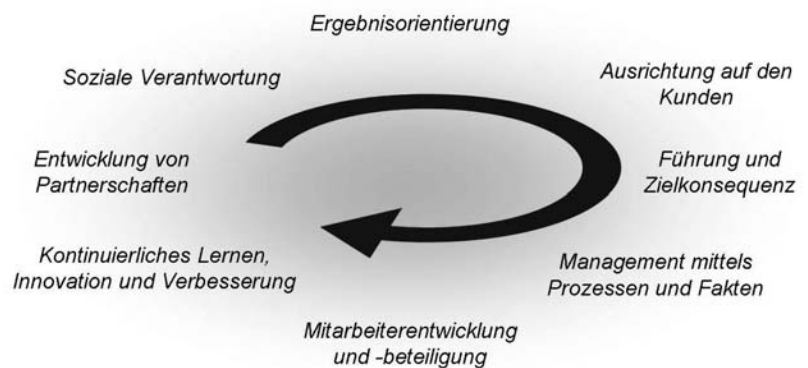 Ergebnisorientierung
Ausrichtung auf den
Kunden
Führung und
Zielkonsequenz
Management mittels
Prozessen und Fakten
Mitarbeiterentwicklung
und -beteiligung
Kontinuierliches Lernen,
Innovation und Verbesserung
Entwicklung von
Partnerschaften
Soziale Verantwortung